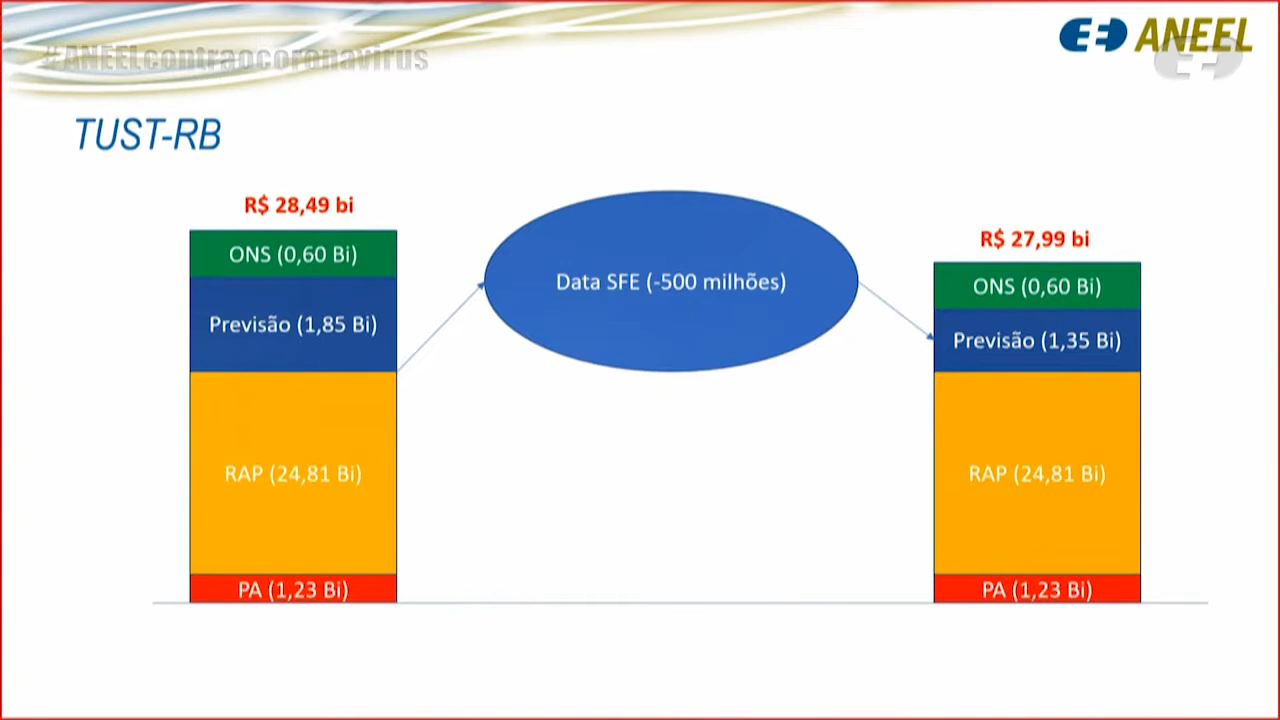 #ANEELcontraocoronavirus
ANEEL
TUST-RB
R$ 28,49 bi
ONS (0,60 Bi)
Previsão (1,85 Bi)
RAP (24,81 Bi)
PA (1,23 Bi)
Data SFE (-500 milhões)
R$ 27,99 bi
ONS (0,60 Bi)
Previsão (1,35 Bi)
RAP (24,81 Bi)
PA (1,23 Bi)